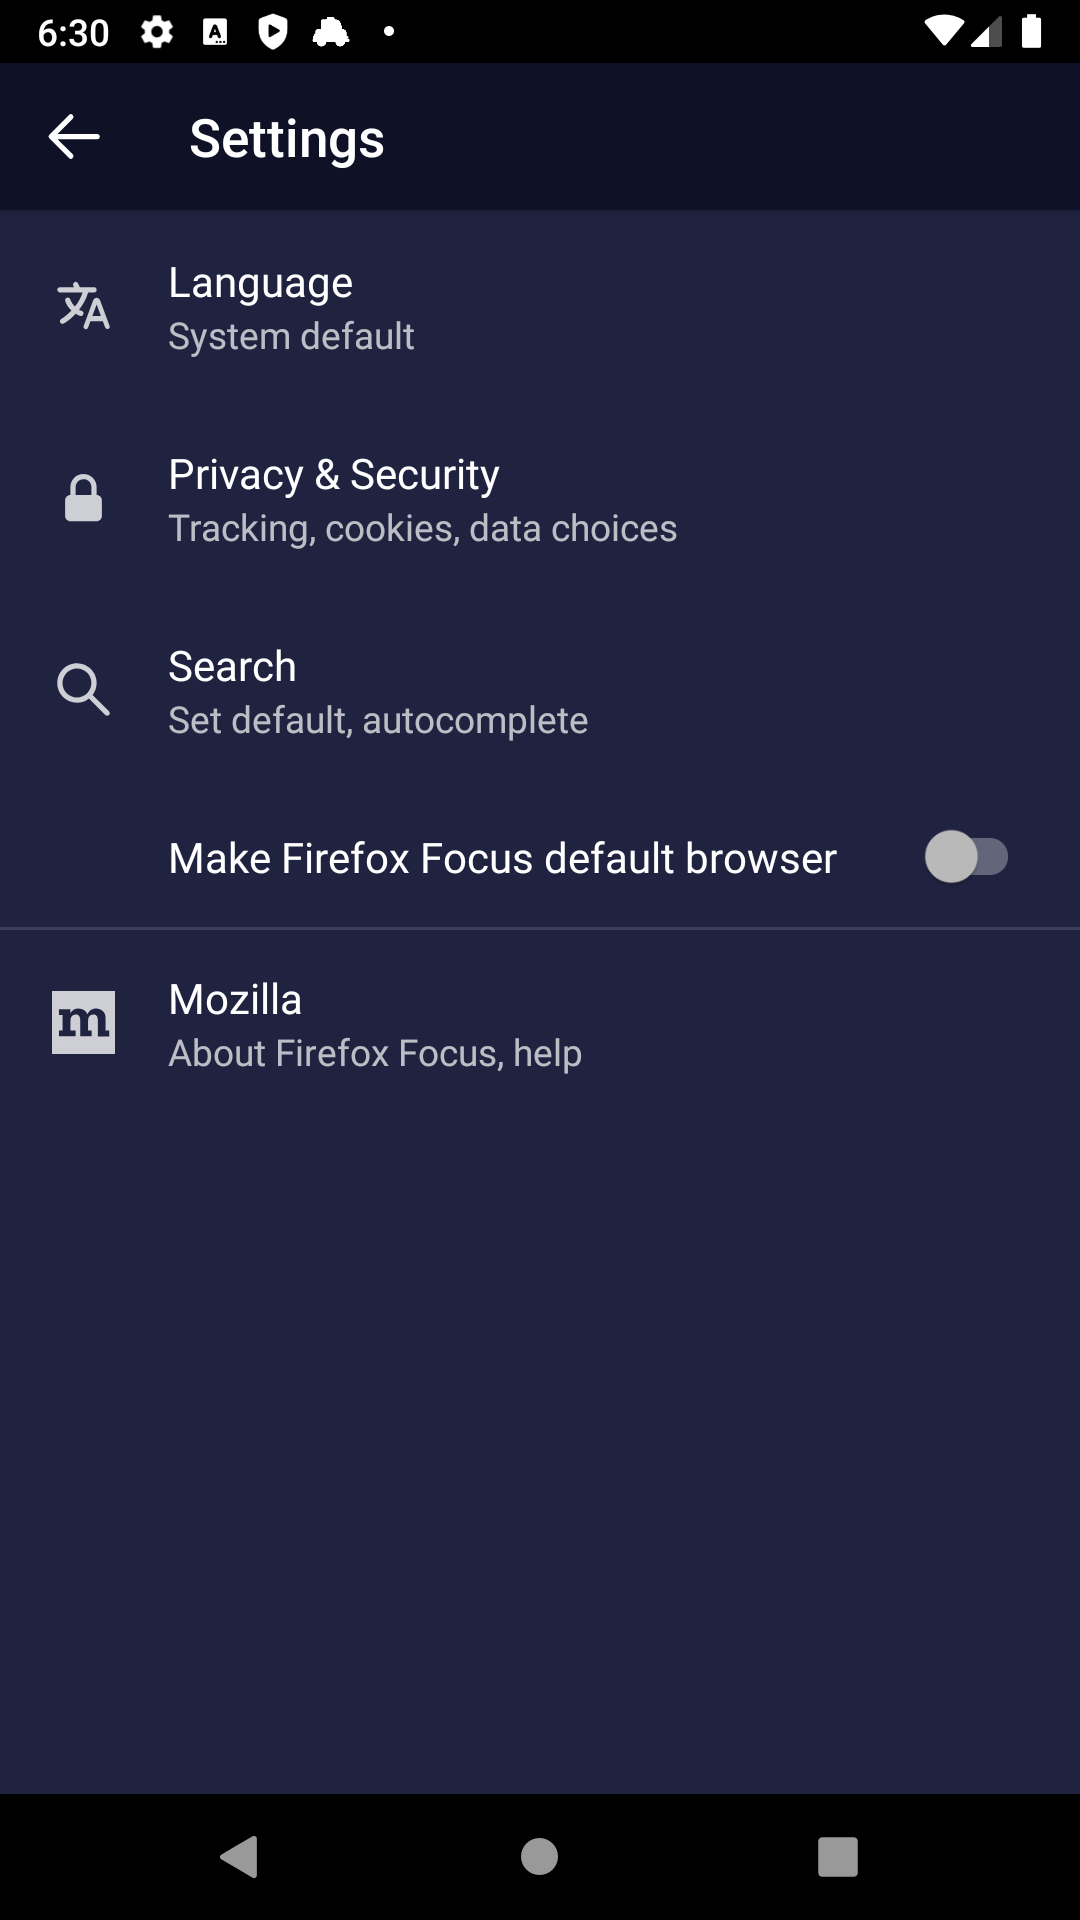 6:30
Settings
Language
System default
Privacy & Security
Tracking, cookies, data choices
Search
Set default, autocomplete
Make Firefox Focus default browser
m
Mozilla
About Firefox Focus, help